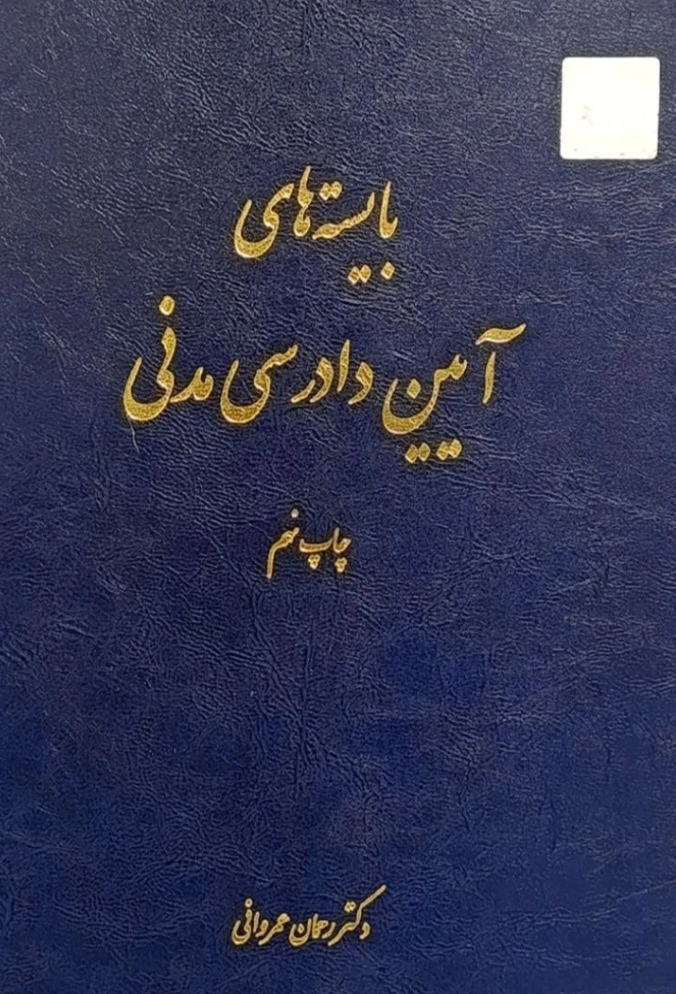 بایسته‌های
آیین دادرسی مدنی
چاپ نهم
دکتر رحمان عمروانی